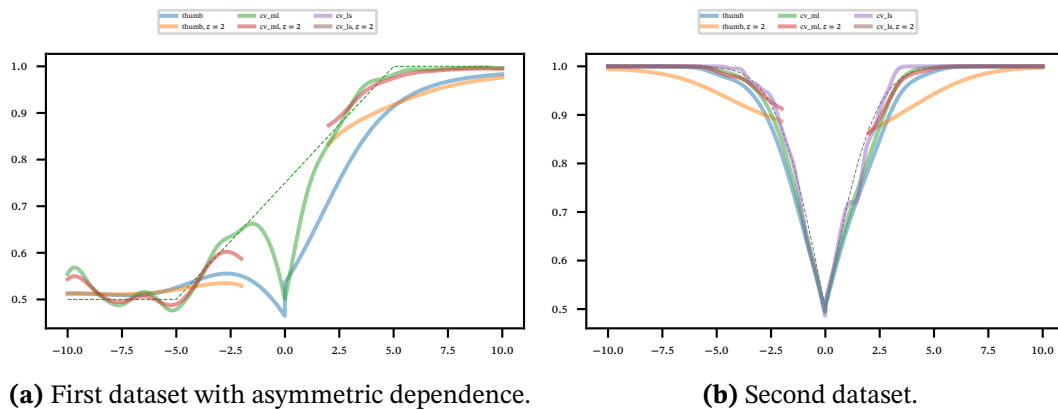 thumb cv_ml cv_ls
thumb, ε = 2 cv_ml, ε = 2 cv_ls, ε = 2
thumb cv_ml cv_ls
thumb, ε = 2 cv_ml, ε = 2 cv_ls, ε = 2
1.0
0.9
0.8
0.7
0.6
0.5
−10.0 −7.5 −5.0 −2.5 0.0 2.5 5.0 7.5 10.0
1.0
0.9
0.8
0.7
0.6
0.5
−10.0 −7.5 −5.0 −2.5 0.0 2.5 5.0 7.5 10.0
(a) First dataset with asymmetric dependence.
(b) Second dataset.